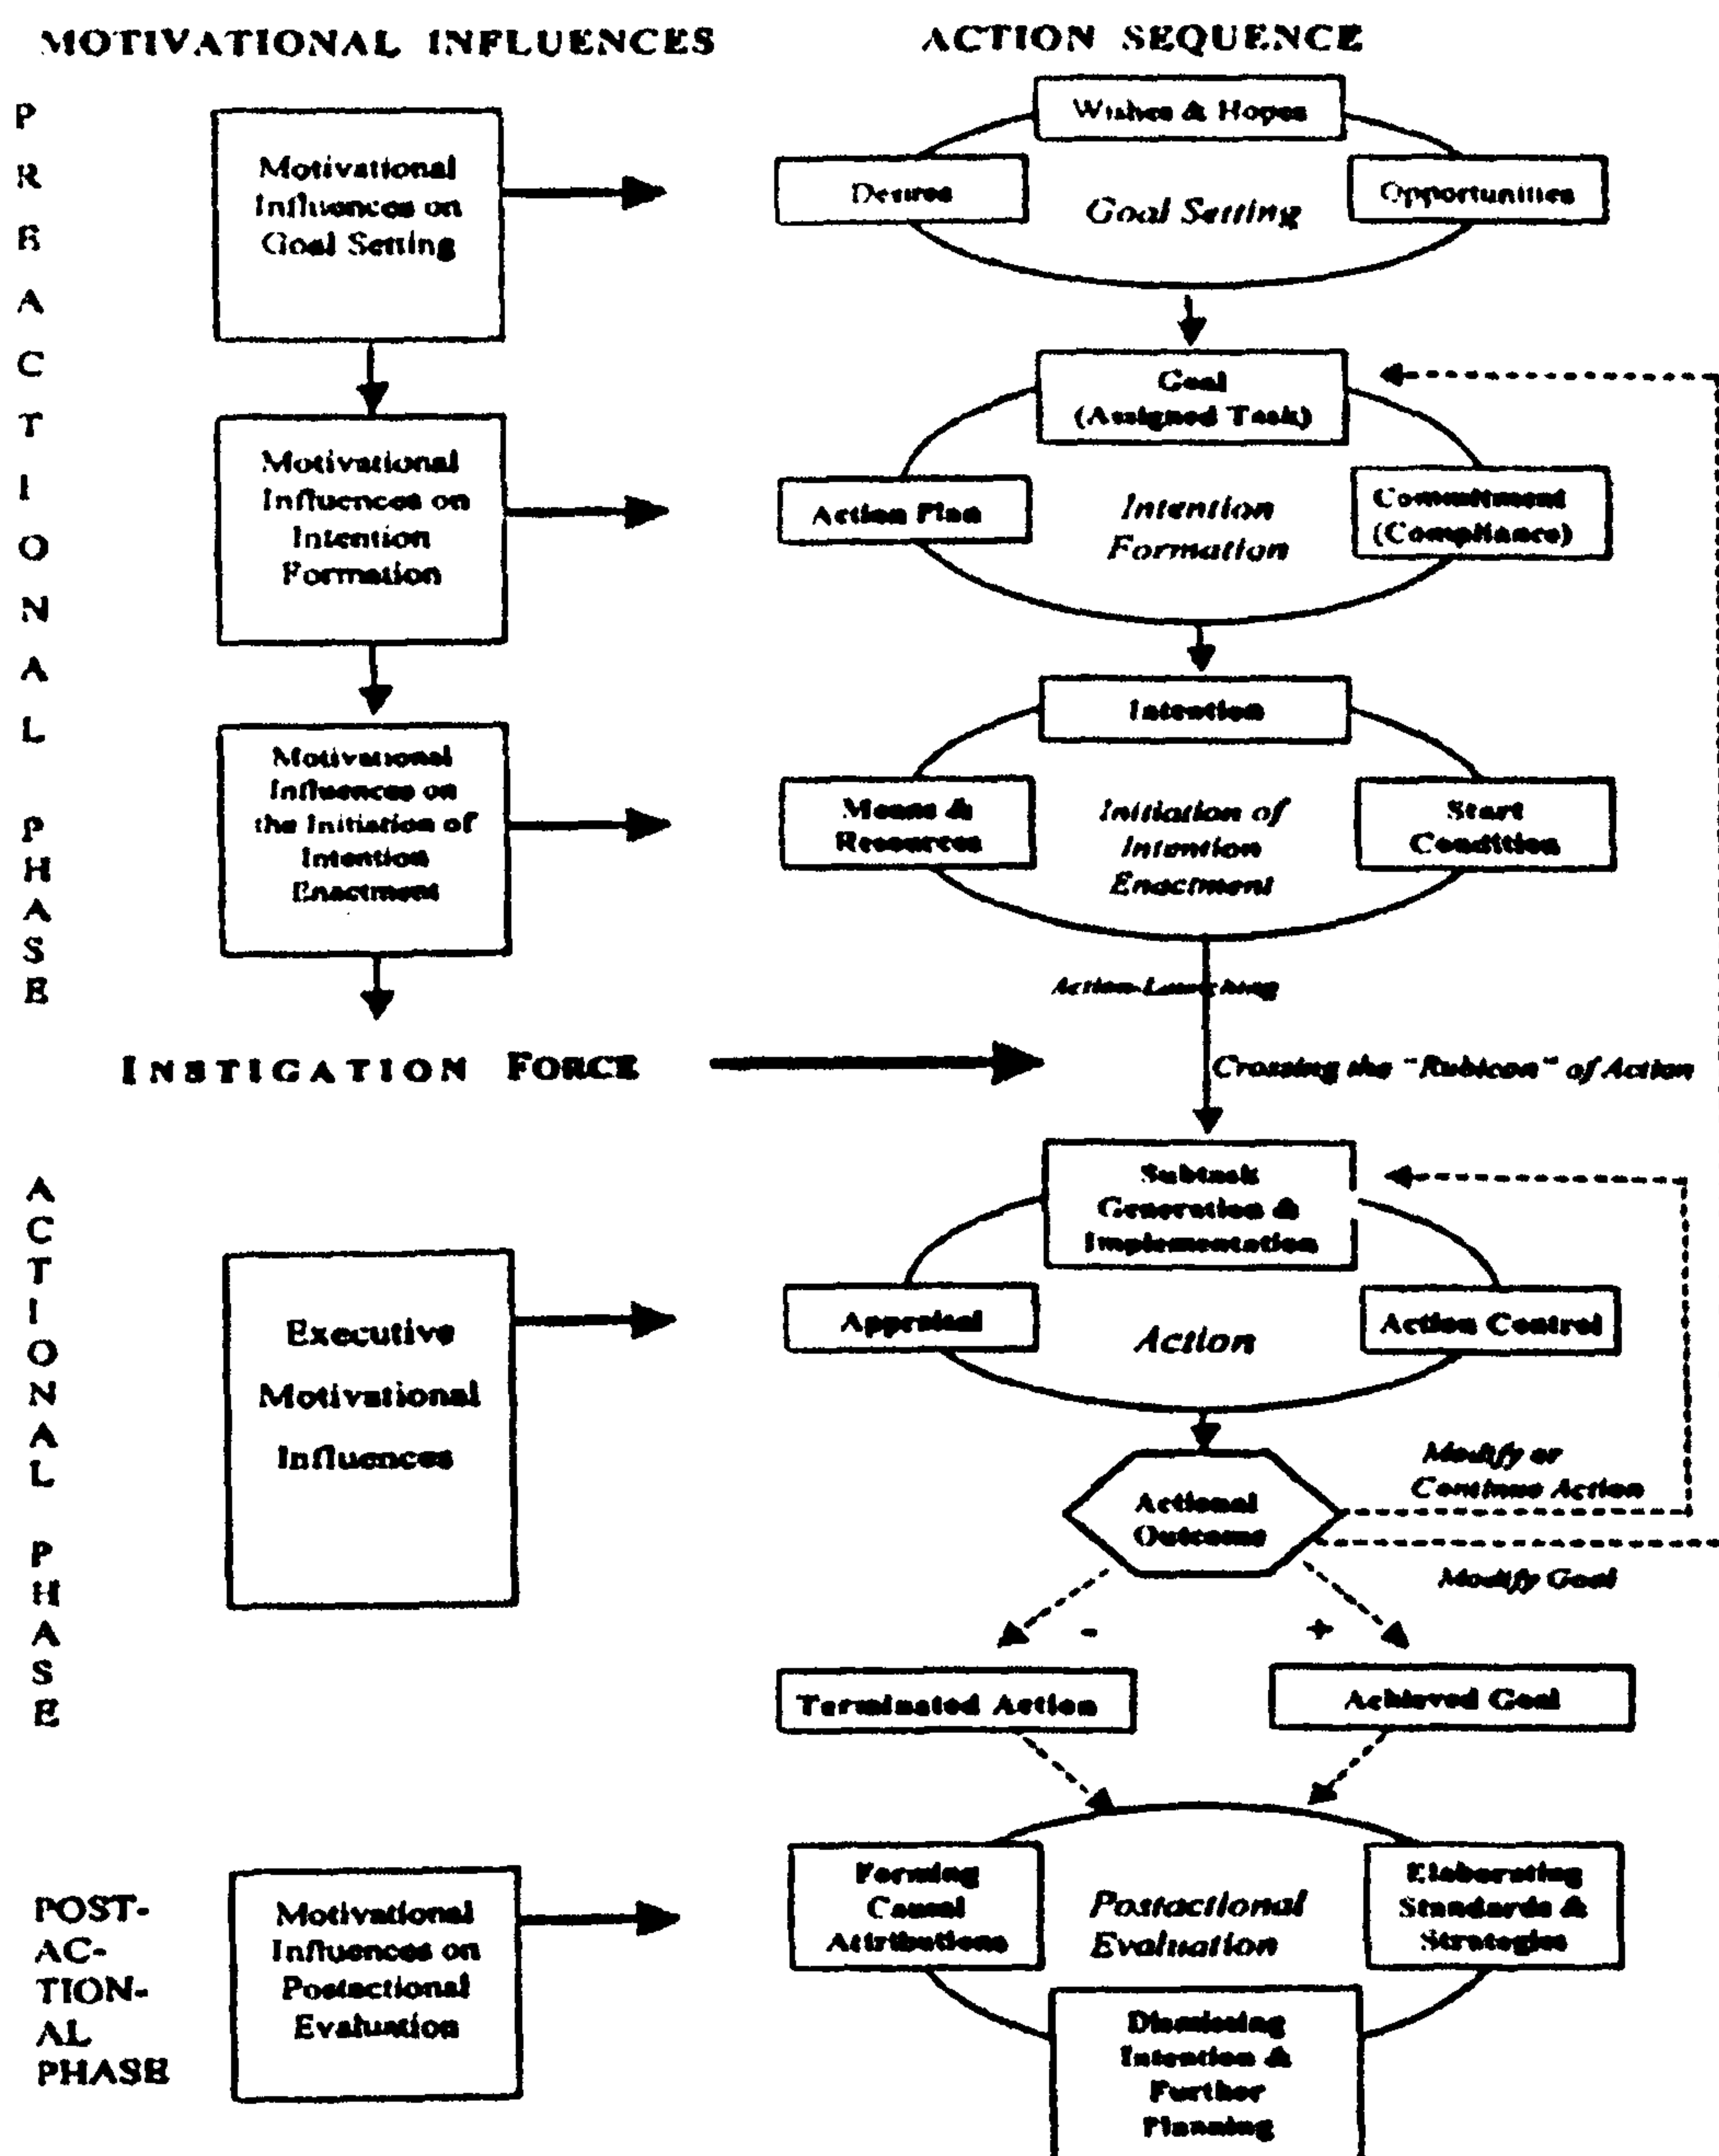 MOTIVATIONAL INFLUENCES
ACTION SEQUENCE
PREACTIONAL PHASE
Motivational
Influences on
Goal Setting
Wishes & Hopes
Desires
Opportunities
Goal Setting
Motivational
Influences on
Intention
Formation
Goal
(Assigned Task)
Action Plan
Commitment
(Compliance)
Intention
Formation
Motivational
Influences on
the Initiation of
Intention
Enactment
Intention
Means &
Resources
Start
Condition
Initiation of
Intention
Enactment
Action Launching
INSTIGATION FORCE
Crossing the "Rubicon" of Action
ACTIONAL PHASE
Executive
Motivational
Influences
Subtask
Generation &
Implementation
Appraisal
Action Control
Action
Actional
Outcome
Modify or
Continue Action
Modify Goal
-
+
Terminated Action
Achieved Goal
POST-
AC-
TION-
AL
PHASE
Motivational
Influences on
Postactional
Evaluation
Forming
Causal
Attributions
Elaborating
Standards &
Strategies
Postactional
Evaluation
Dismissing
Intention &
Further
Planning